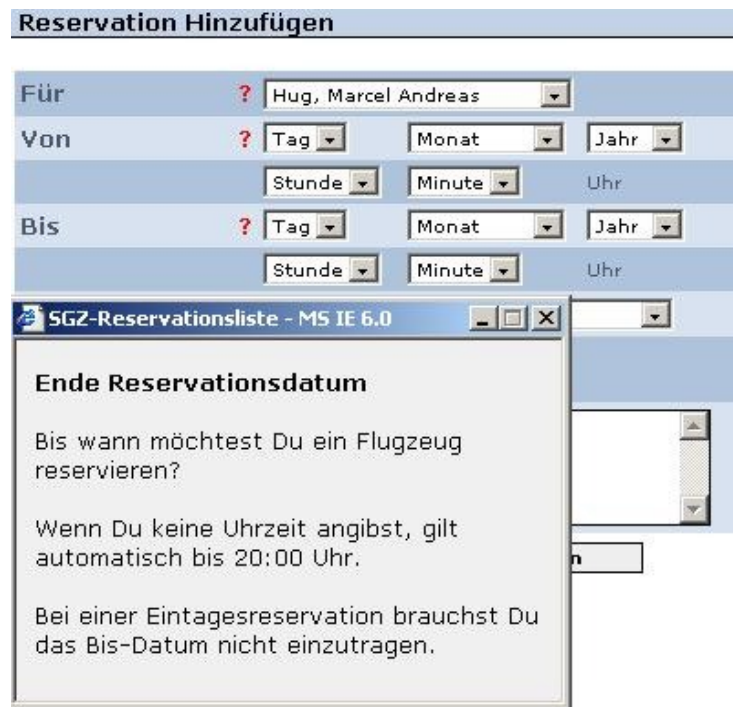 Reservation Hinzufügen
Für ? Hug, Marcel Andreas
Von ? Tag Monat Jahr
Stunde Minute Uhr
Bis ? Tag Monat Jahr
Stunde Minute Uhr
SGZ-Reservationsliste - MS IE 6.0
Ende Reservationsdatum
Bis wann möchtest Du ein Flugzeug
reservieren?
Wenn Du keine Uhrzeit angibst, gilt
automatisch bis 20:00 Uhr.
Bei einer Eintagesreservation brauchst Du
das Bis-Datum nicht einzutragen.